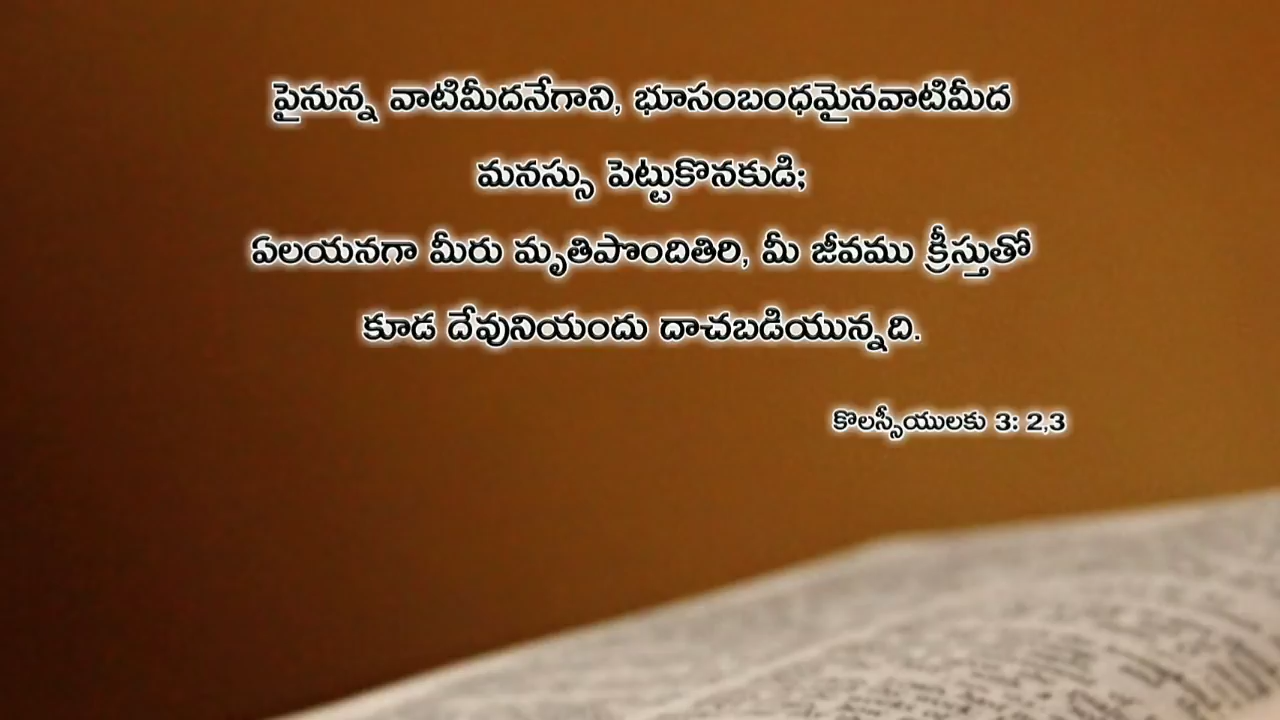 పైనున్న వాటిమీదనేగాని, భూసంబంధమైనవాటిమీద
మనస్సు పెట్టుకొనకుడి;
ఏలయనగా మీరు మృతిపొందితిరి, మీ జీవము క్రీస్తుతో
కూడ దేవునియందు దాచబడియున్నది.
కొలస్సీయులకు 3: 2,3